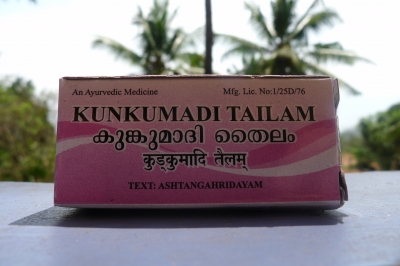 An Ayurvedic Medicine Mfg. Lic. No:1/25D/76
KUNKUMADI TAILAM
കുങ്കുമാദി തൈലം
कुङ्कुमादि तैलम्
TEXT: ASHTANGAHRIDAYAM